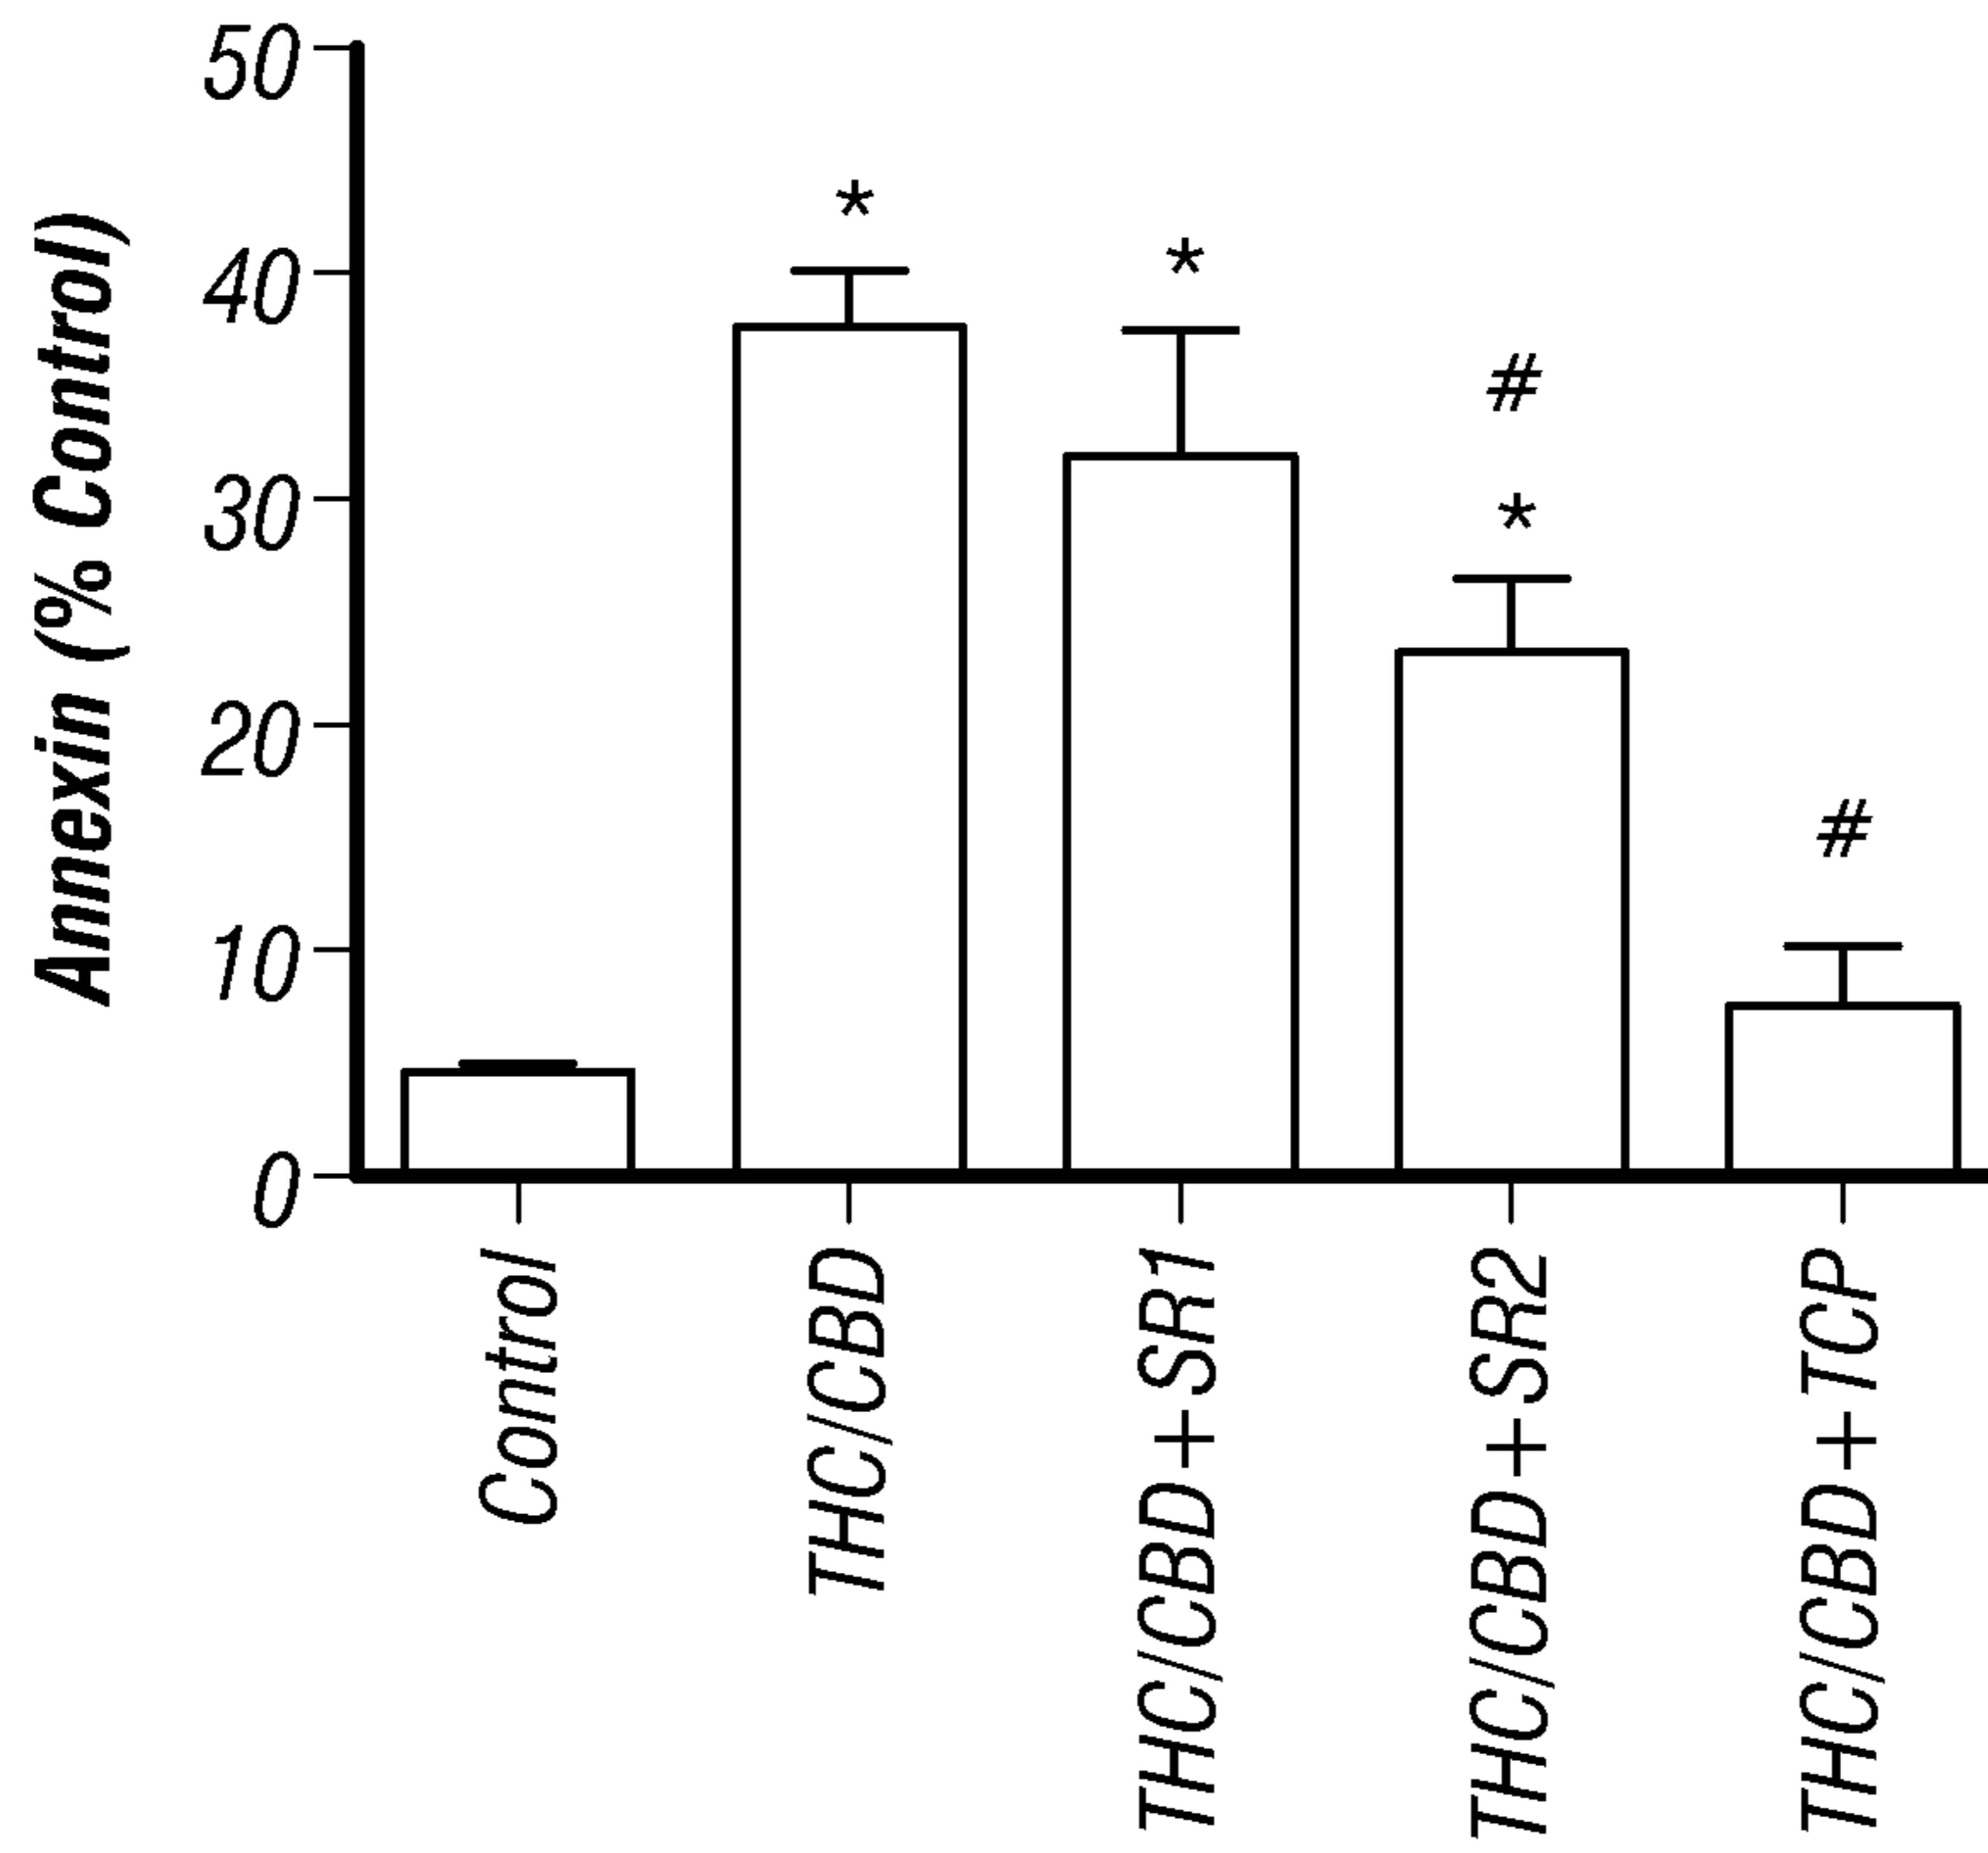 Annexin (% Control)
50
40
30
20
10
0
*
*
#
*
#
Control
THC/CBD
THC/CBD+SR1
THC/CBD+SR2
THC/CBD+TCP